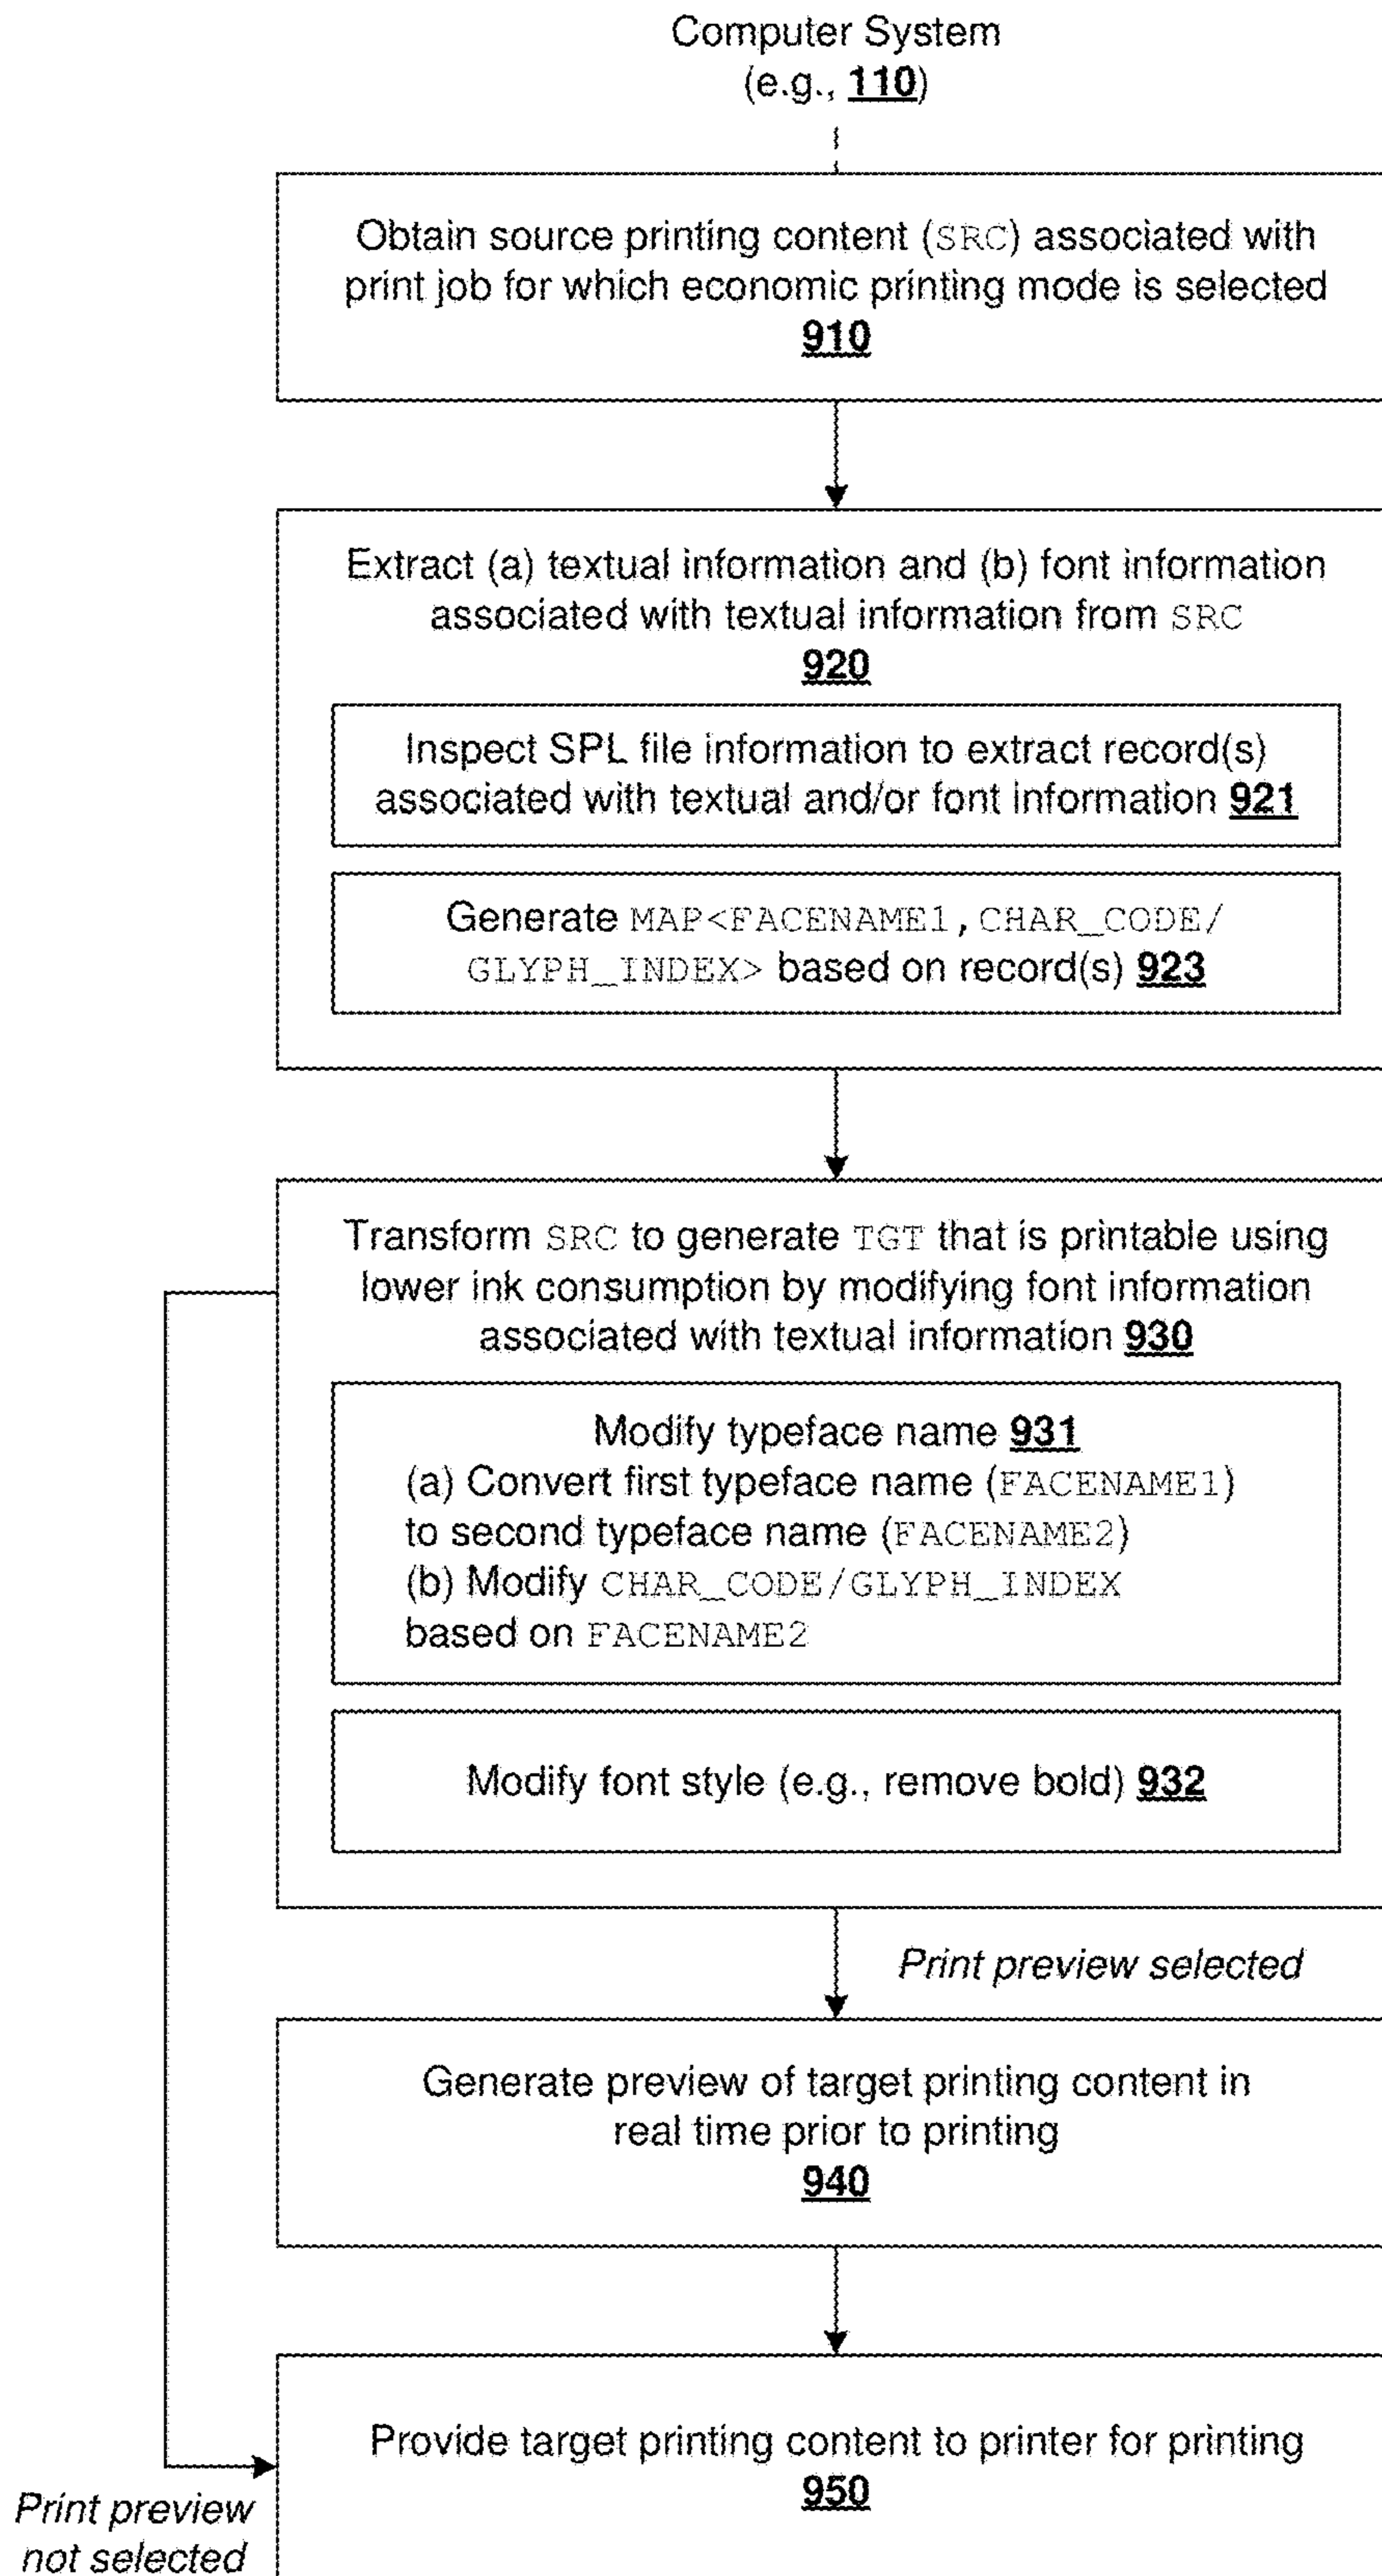 Computer System
(e.g., 110)
Obtain source printing content (SRC) associated with
print job for which economic printing mode is selected
910
Extract (a) textual information and (b) font information
associated with textual information from SRC
920
Inspect SPL file information to extract record(s)
associated with textual and/or font information 921
Generate MAP<FACENAME1, CHAR_CODE/
GLYPH_INDEX> based on record(s) 923
Transform SRC to generate TGT that is printable using
lower ink consumption by modifying font information
associated with textual information 930
Modify typeface name 931
(a) Convert first typeface name (FACENAME1)
to second typeface name (FACENAME2)
(b) Modify CHAR_CODE/GLYPH_INDEX
based on FACENAME2
Modify font style (e.g., remove bold) 932
Print preview selected
Generate preview of target printing content in
real time prior to printing
940
Provide target printing content to printer for printing
950
Print preview
not selected